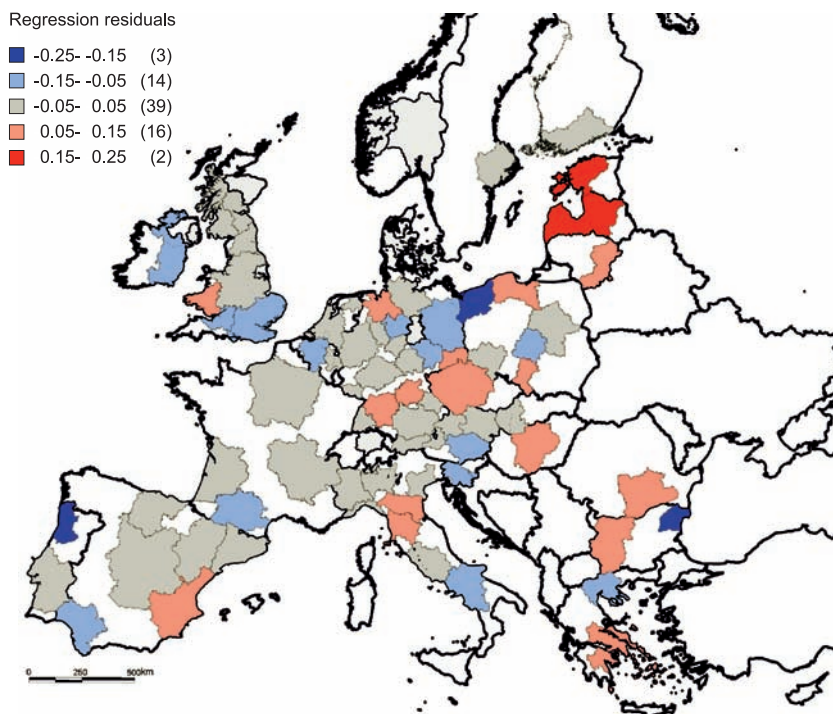 Regression residuals
-0.25- -0.15 (3)
-0.15- -0.05 (14)
-0.05- 0.05 (39)
0.05- 0.15 (16)
0.15- 0.25 (2)
0 250 500km